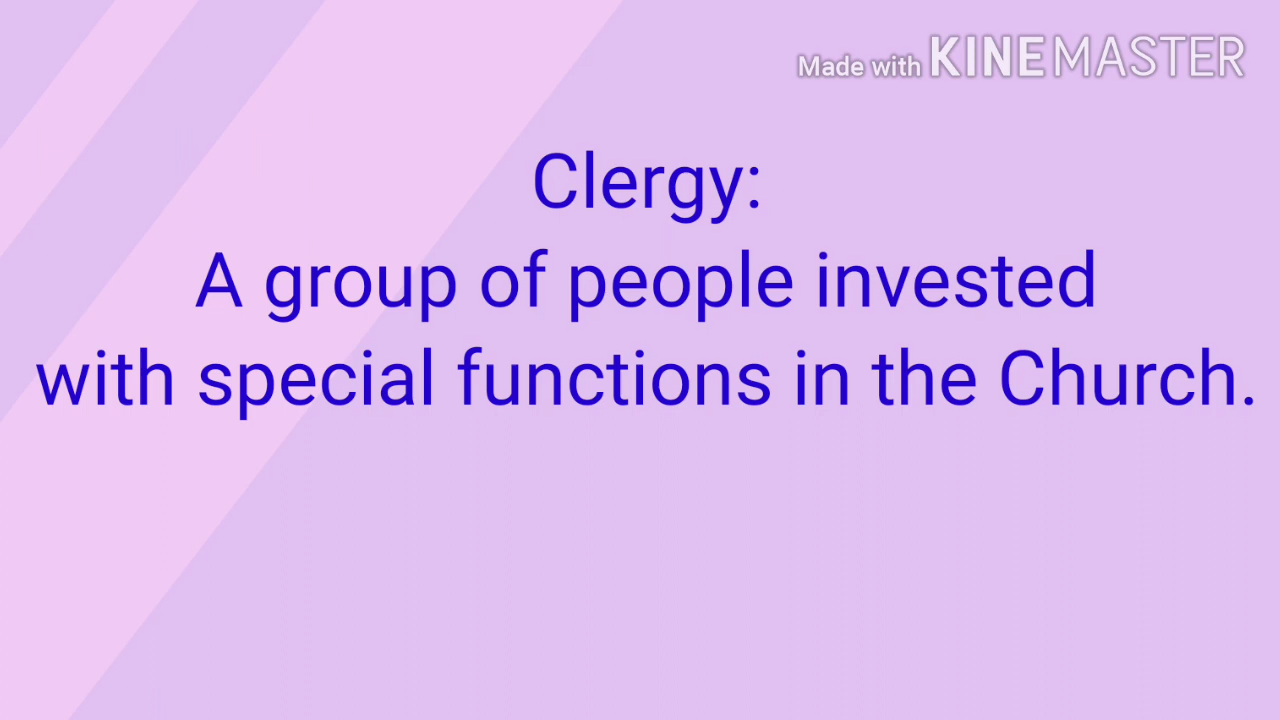 Made with KINEMASTER
Clergy:
A group of people invested
with special functions in the Church.